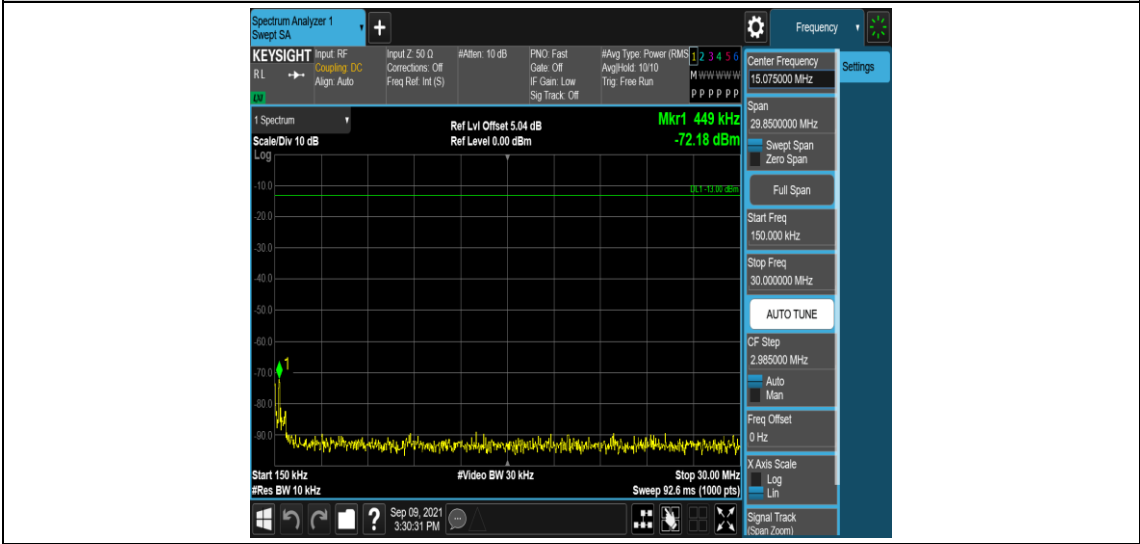 Spectrum Analyzer 1
Swept SA
+
Frequency
KEYSIGHT
RL
LNI
Input: RF
Coupling: DC
Align: Auto
Input Z: 50 Ω
Corrections: Off
Freq Ref: Int (S)
#Atten: 10 dB
PNO: Fast
Gate: Off
IF Gain: Low
Sig Track: Off
#Avg Type: Power (RMS
Avg|Hold: 10/10
Trig: Free Run
1 2 3 4 5 6
M W W W W W
P P P P P P
1 Spectrum
Scale/Div 10 dB
Log
Ref Lvl Offset 5.04 dB
Ref Level 0.00 dBm
Mkr1 449 kHz
-72.18 dBm
DL1 -13.00 dBm
-10.0
-20.0
-30.0
-40.0
-50.0
-60.0
-70.0
-80.0
-90.0
1
Start 150 kHz
#Res BW 10 kHz
#Video BW 30 kHz
Stop 30.00 MHz
Sweep 92.6 ms (1000 pts)
Center Frequency
15.075000 MHz
Settings
Span
29.8500000 MHz
Swept Span
Zero Span
Full Span
Start Freq
150.000 kHz
Stop Freq
30.000000 MHz
AUTO TUNE
CF Step
2.985000 MHz
Auto
Man
Freq Offset
0 Hz
X Axis Scale
Log
Lin
Signal Track
(Span Zoom)
?
Sep 09, 2021
3:30:31 PM